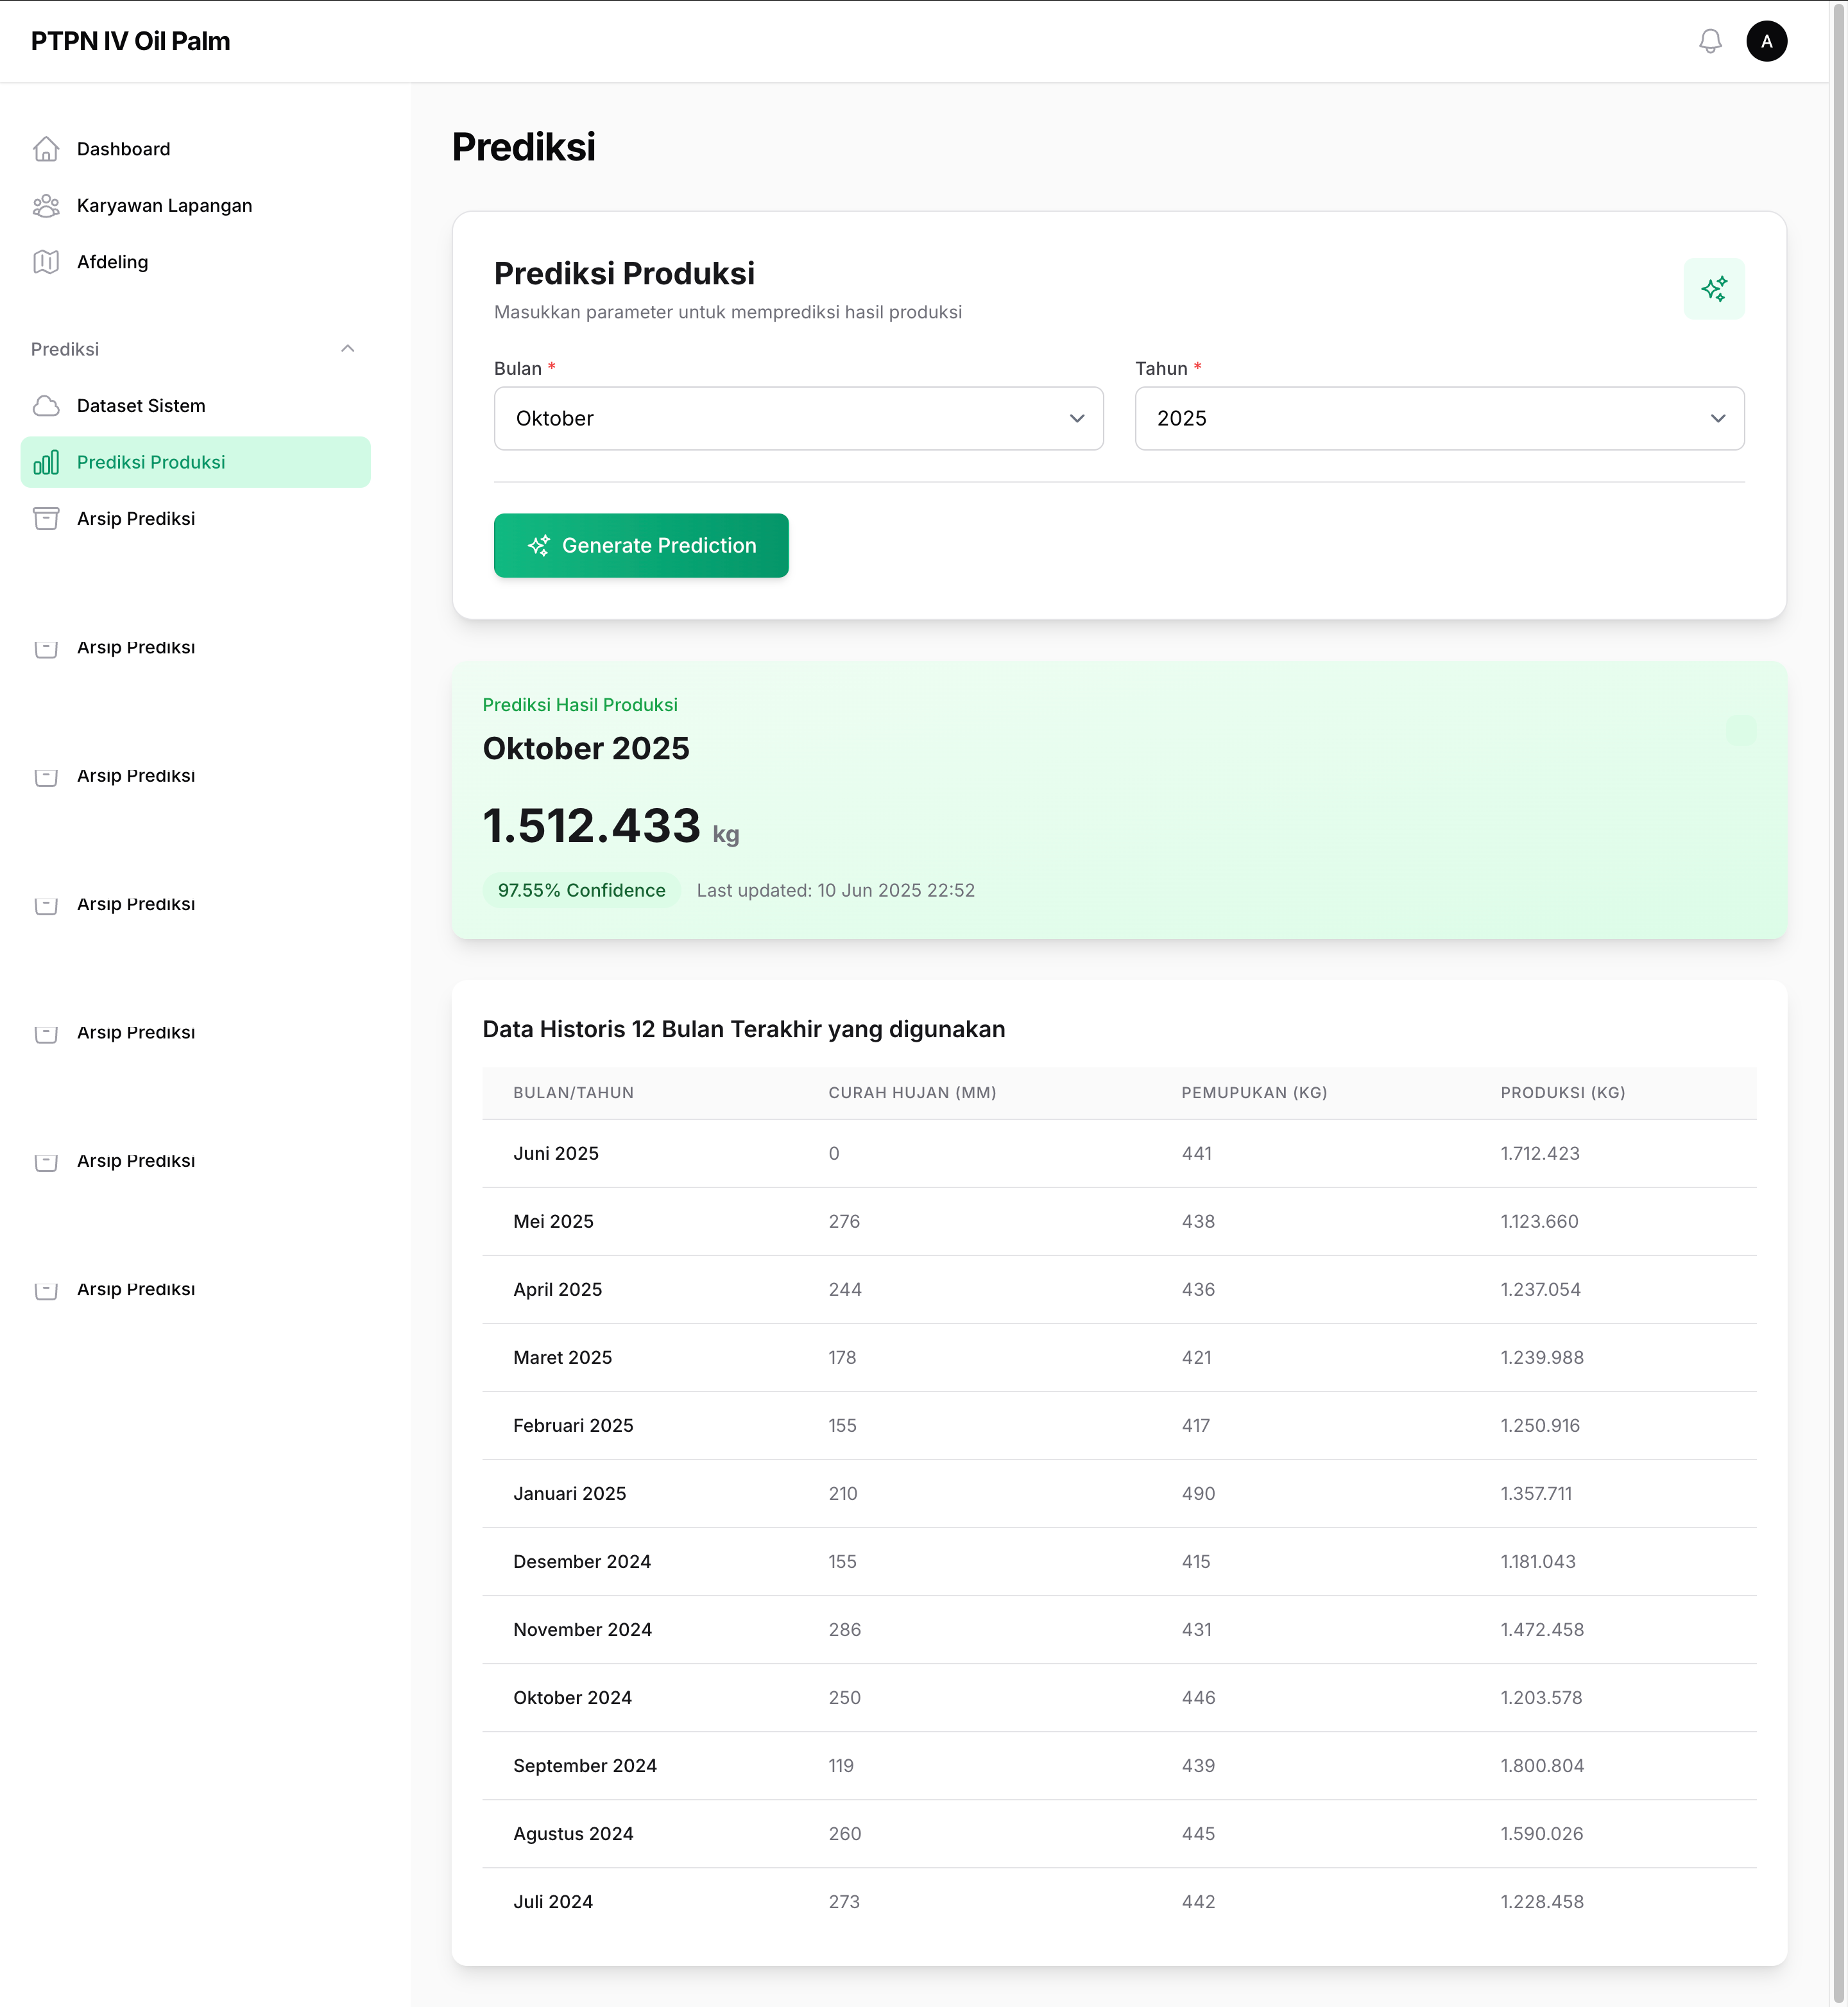 PTPN IV Oil Palm
A
Dashboard
Karyawan Lapangan
Afdeling
Prediksi
Dataset Sistem
Prediksi Produksi
Arsip Prediksi
Arsip Prediksi
Arsip Prediksi
Arsip Prediksi
Arsip Prediksi
Arsip Prediksi
Arsip Prediksi
Prediksi
Prediksi Produksi
Masukkan parameter untuk memprediksi hasil produksi
Bulan * Tahun *
Oktober 2025
Generate Prediction
Prediksi Hasil Produksi
Oktober 2025
1.512.433 kg
97.55% Confidence Last updated: 10 Jun 2025 22:52
Data Historis 12 Bulan Terakhir yang digunakan
BULAN/TAHUN CURAH HUJAN (MM) PEMUPUKAN (KG) PRODUKSI (KG)
Juni 2025 0 441 1.712.423
Mei 2025 276 438 1.123.660
April 2025 244 436 1.237.054
Maret 2025 178 421 1.239.988
Februari 2025 155 417 1.250.916
Januari 2025 210 490 1.357.711
Desember 2024 155 415 1.181.043
November 2024 286 431 1.472.458
Oktober 2024 250 446 1.203.578
September 2024 119 439 1.800.804
Agustus 2024 260 445 1.590.026
Juli 2024 273 442 1.228.458